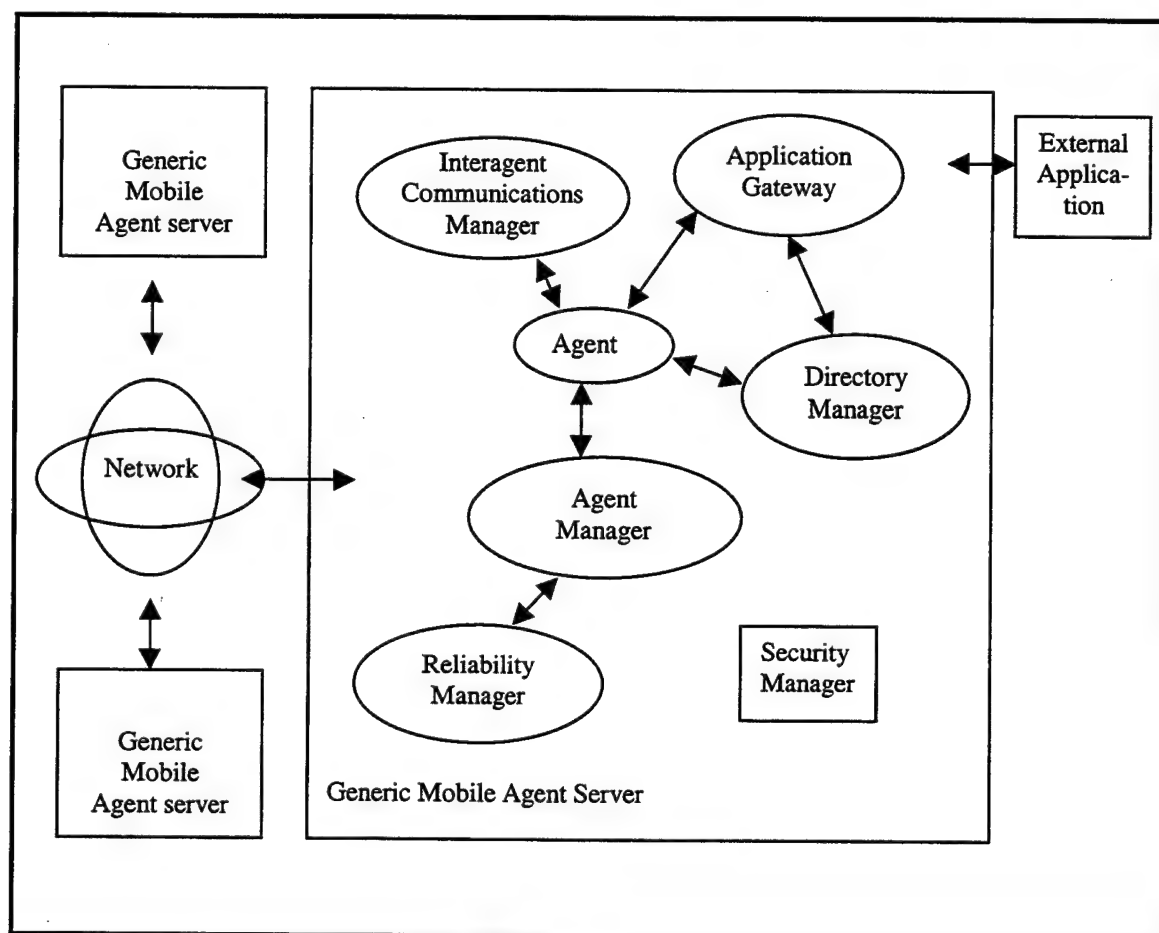 Generic
Mobile
Agent server
Interagent
Communications
Manager
Application
Gateway
External
Applica-
tion
Agent
Directory
Manager
Network
Agent
Manager
Reliability
Manager
Security
Manager
Generic
Mobile
Agent server
Generic Mobile Agent Server